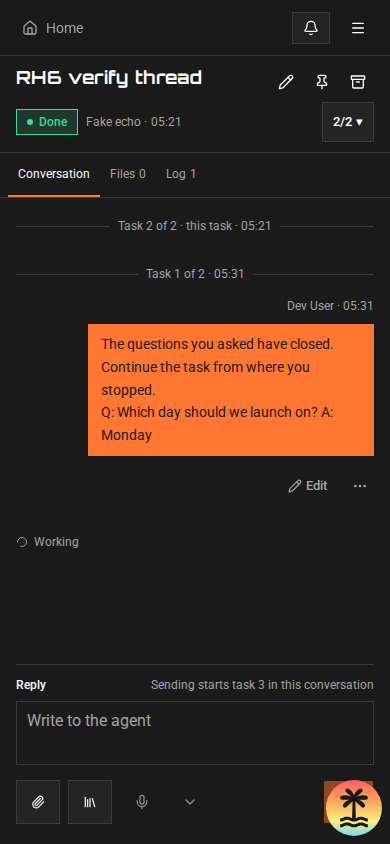 Home
RH6 verify thread
Done
Fake echo · 05:21
2/2 ▾
Conversation
Files 0
Log 1
Task 2 of 2 · this task · 05:21
Task 1 of 2 · 05:31
Dev User · 05:31
The questions you asked have closed.
Continue the task from where you
stopped.
Q: Which day should we launch on? A:
Monday
Edit
Working
Reply
Sending starts task 3 in this conversation
Write to the agent